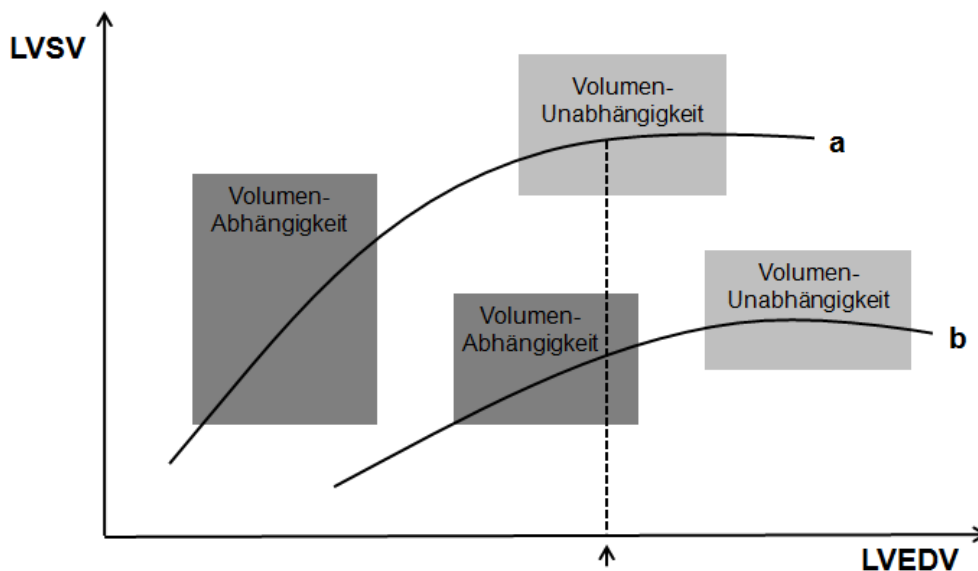 LVSV
Volumen-
Unabhängigkeit
a
Volumen-
Abhängigkeit
Volumen-
Unabhängigkeit
Volumen-
Abhängigkeit
b
LVEDV